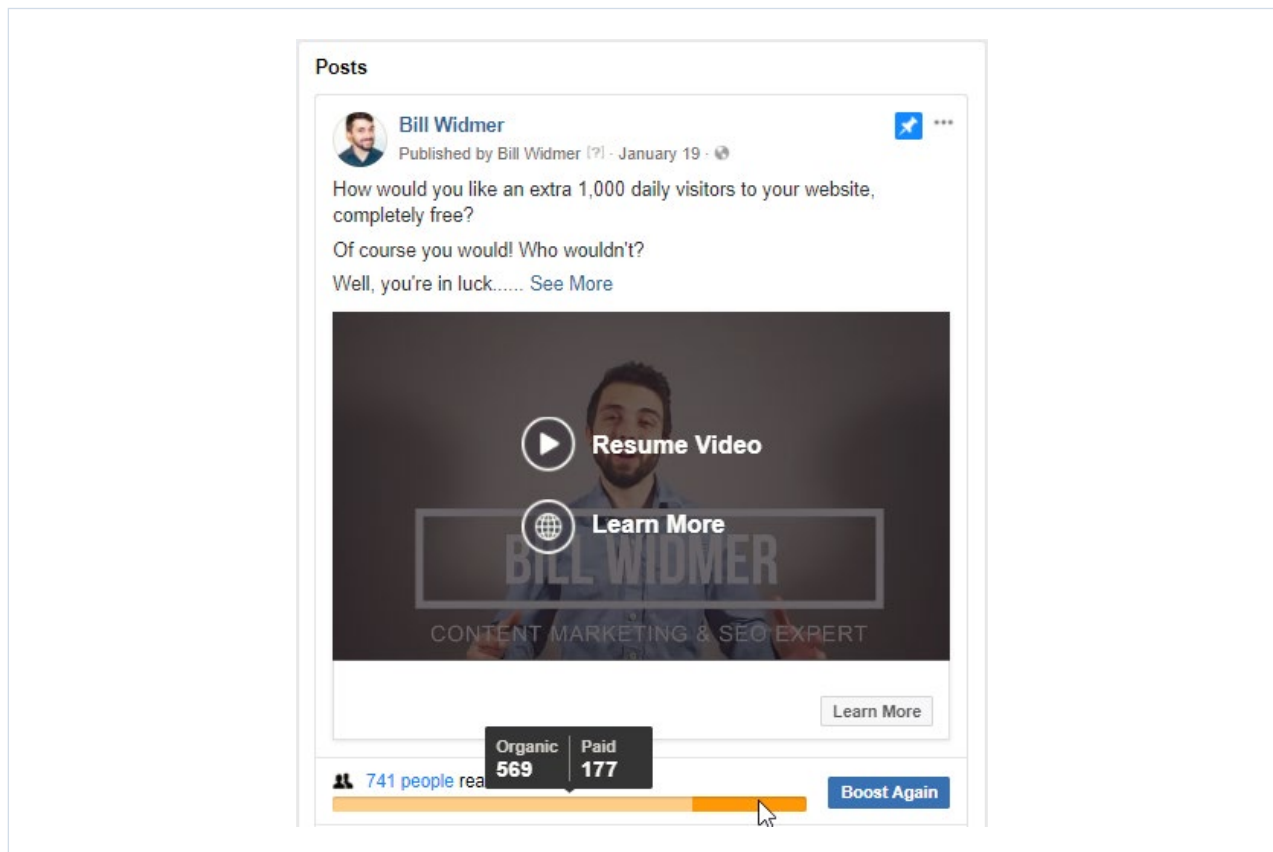 Posts
Bill Widmer
Published by Bill Widmer [?] · January 19 ·
How would you like an extra 1,000 daily visitors to your website,
completely free?
Of course you would! Who wouldn't?
Well, you're in luck...... See More
Resume Video
Learn More
BILL WIDMER
CONTENT MARKETING & SEO EXPERT
Learn More
Organic Paid
569 177
741 people rea
Boost Again